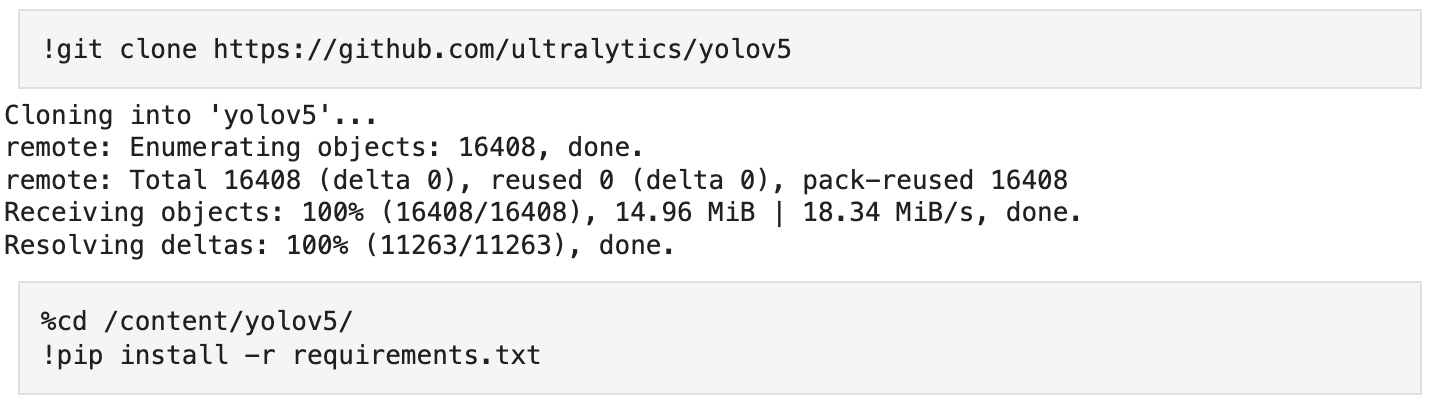 !git clone https://github.com/ultralytics/yolov5
Cloning into 'yolov5'...
remote: Enumerating objects: 16408, done.
remote: Total 16408 (delta 0), reused 0 (delta 0), pack-reused 16408
Receiving objects: 100% (16408/16408), 14.96 MiB | 18.34 MiB/s, done.
Resolving deltas: 100% (11263/11263), done.
%cd /content/yolov5/
!pip install -r requirements.txt